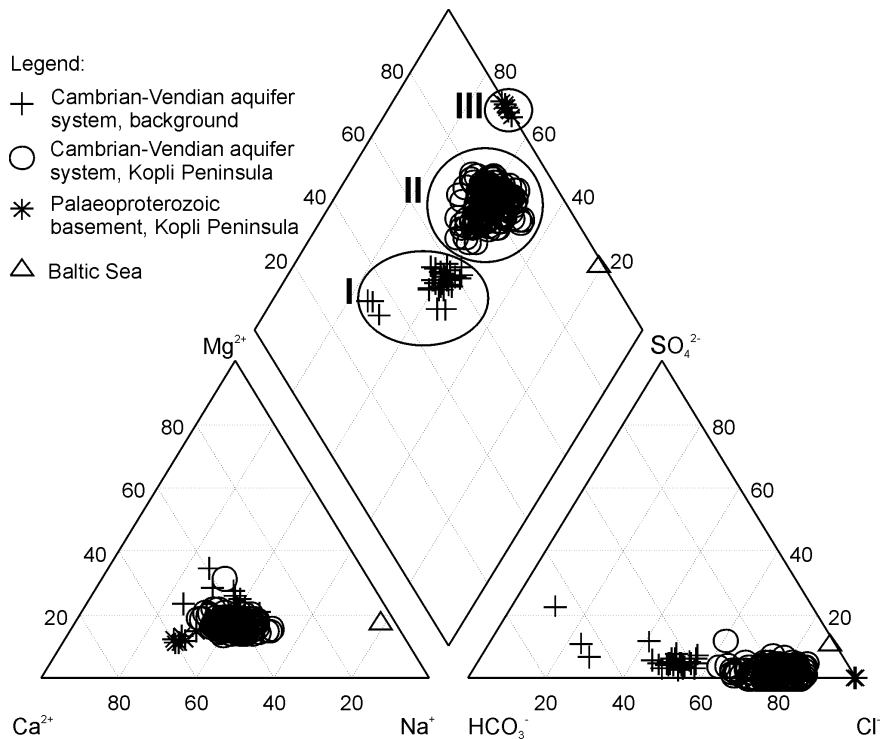 Legend:
Cambrian-Vendian aquifer
system, background
Cambrian-Vendian aquifer
system, Kopli Peninsula
Palaeoproterozoic
basement, Kopli Peninsula
Baltic Sea
80 80
III
60 60
II
40 40
20 20
I
Mg²⁺ SO₄²⁻
80 80
60 60
40 40
20 20
80 60 40 20 20 40 60 80
Ca²⁺ Na⁺ HCO₃⁻ Cl⁻